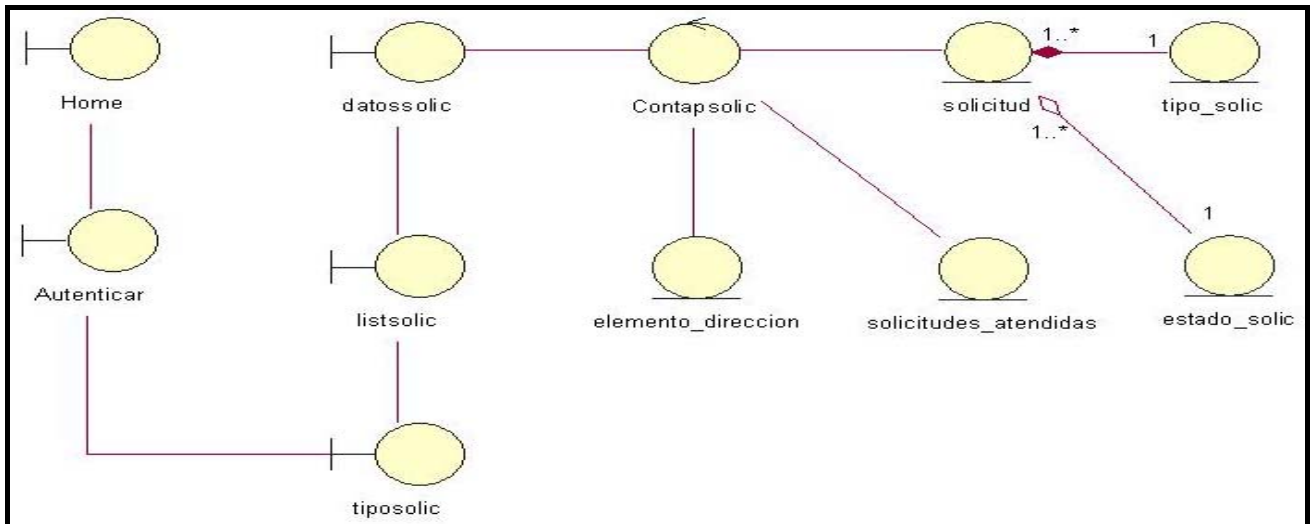 1..*
1
Home
datossolic
Contapsolic
solicitud
tipo_solic
1..*
1
Autenticar
listsolic
elemento_direccion
solicitudes_atendidas
estado_solic
tiposolic